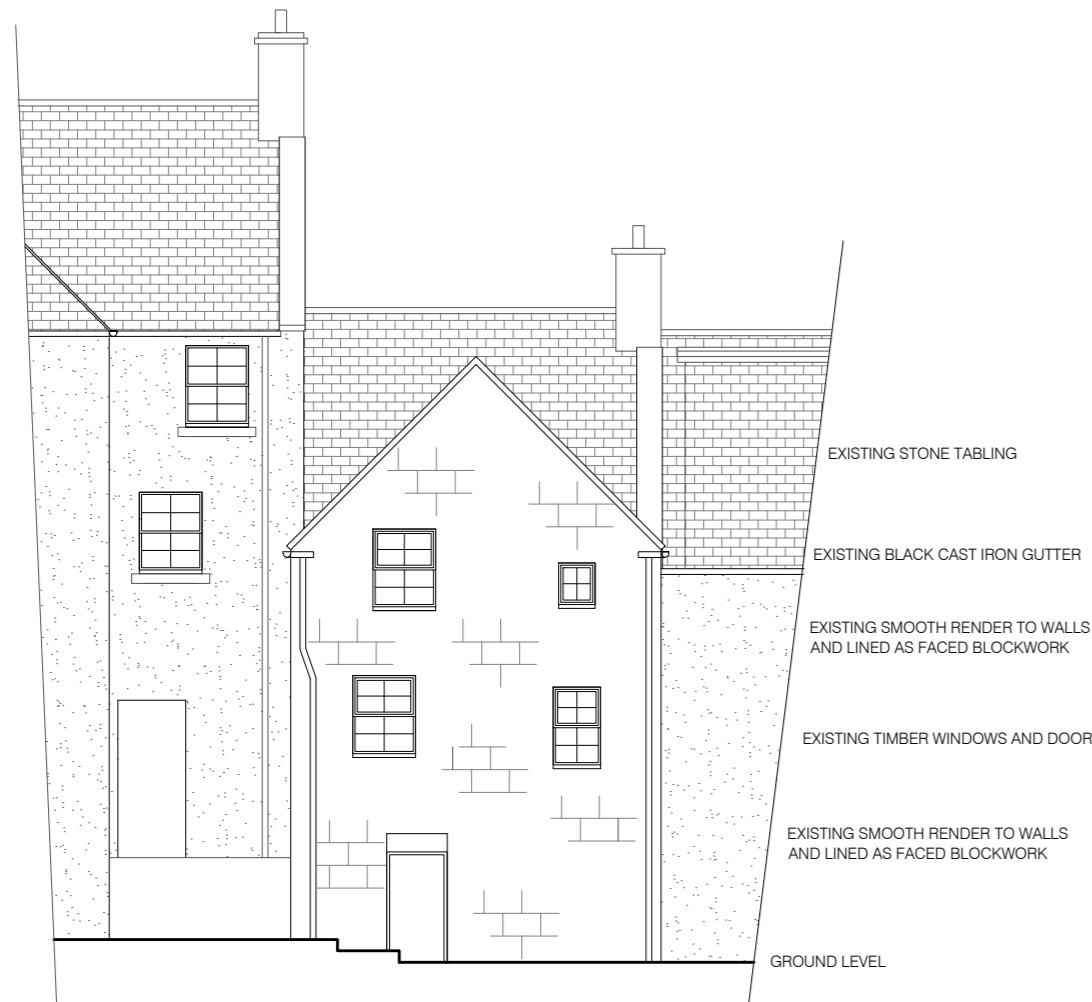 EXISTING STONE TABLING
EXISTING BLACK CAST IRON GUTTER
EXISTING SMOOTH RENDER TO WALLS
AND LINED AS FACED BLOCKWORK
EXISTING TIMBER WINDOWS AND DOOR
EXISTING SMOOTH RENDER TO WALLS
AND LINED AS FACED BLOCKWORK
GROUND LEVEL